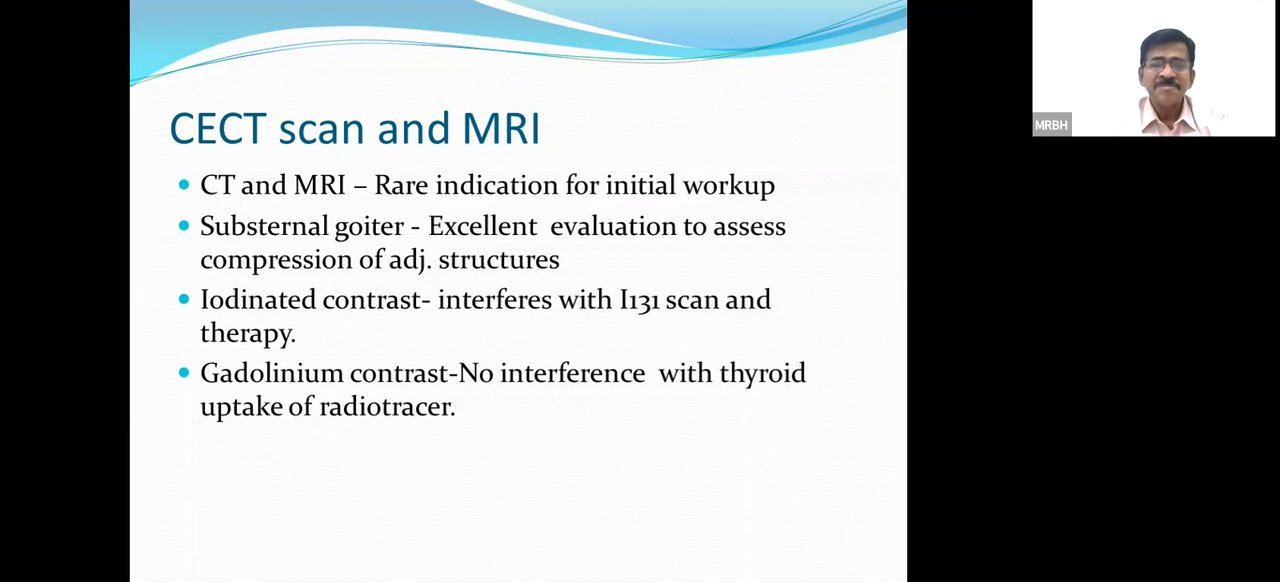 CECT scan and MRI
CT and MRI – Rare indication for initial workup
Substernal goiter - Excellent  evaluation to assess
compression of adj. structures
Iodinated contrast- interferes with I131 scan and
therapy.
Gadolinium contrast-No interference  with thyroid
uptake of radiotracer.
MRBH